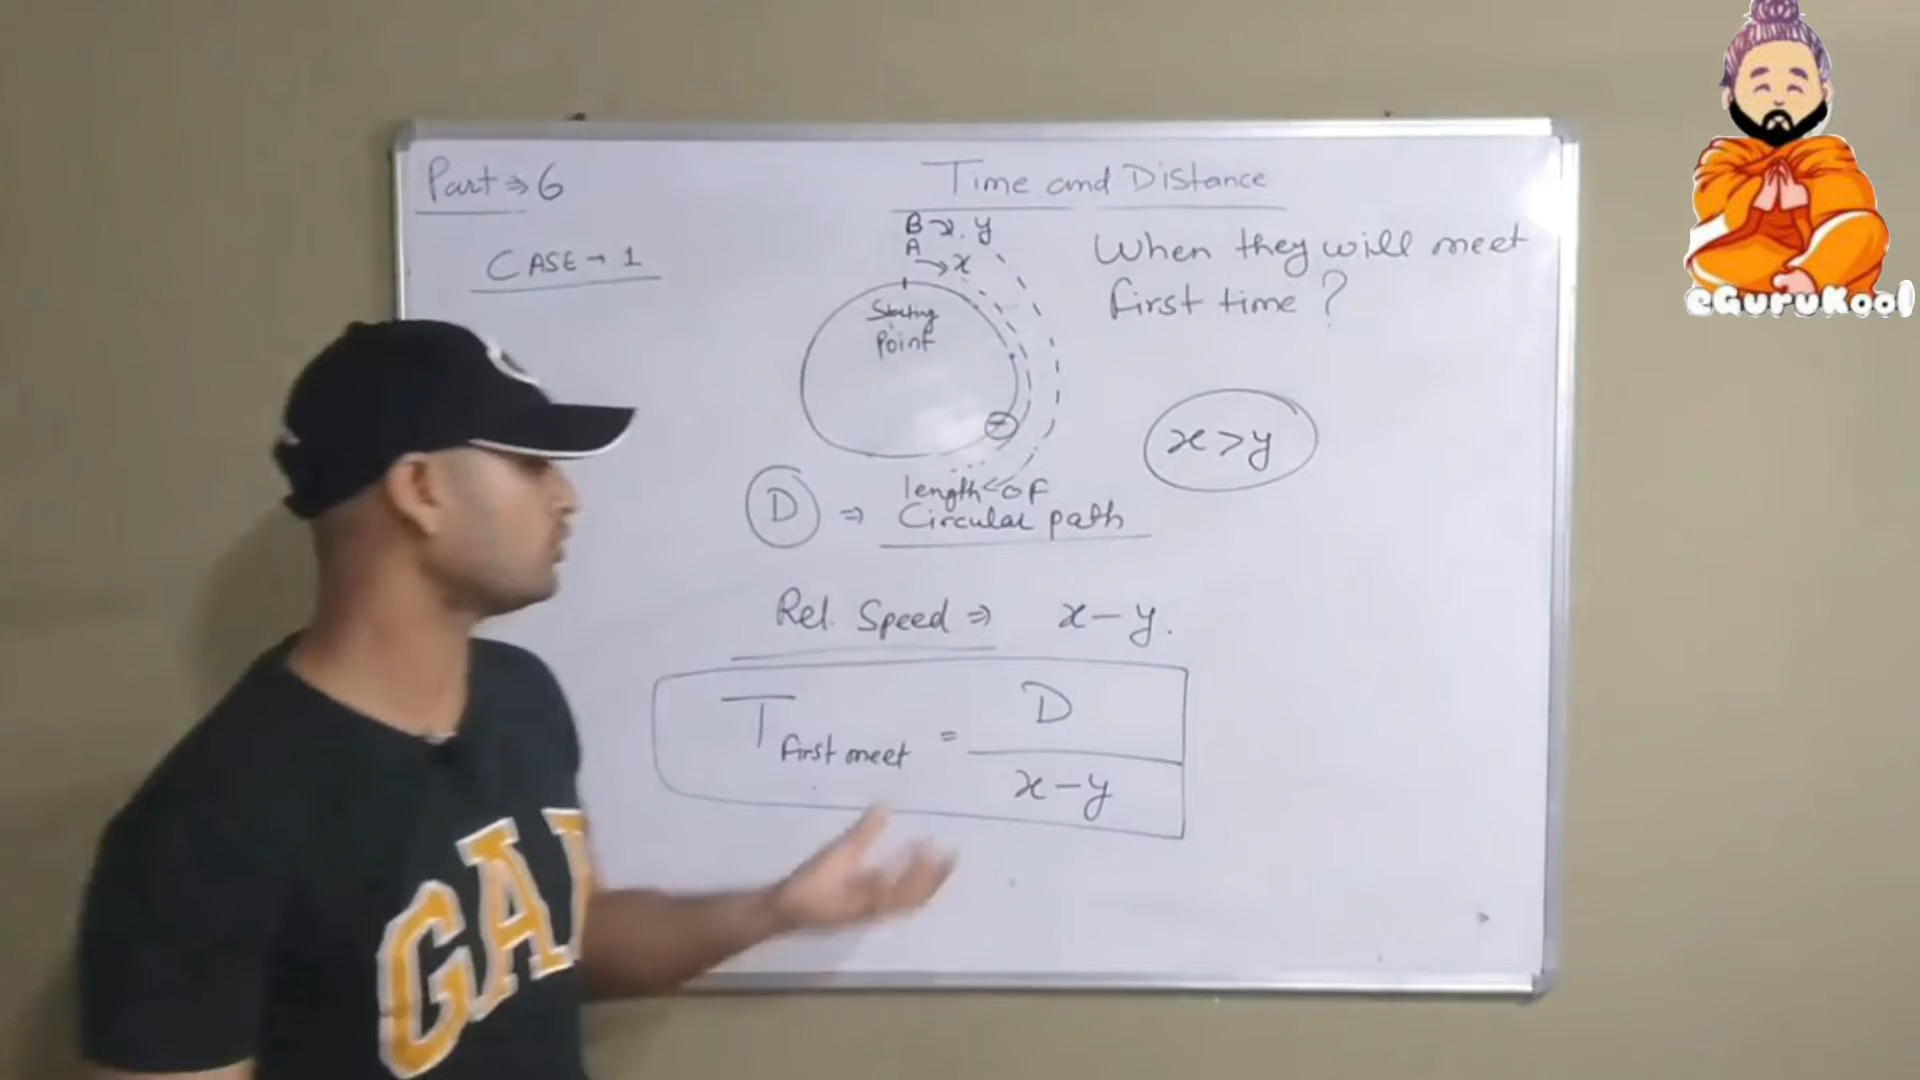 Part ⇒ 6
Time and Distance
CASE → 1
B → y
A → x
When they will meet
first time ?
Starting
Point
x > y
D ⇒ length of
Circular path
Rel. Speed ⇒ x - y.
T first meet = D / x - y
GAP
eGuruKool